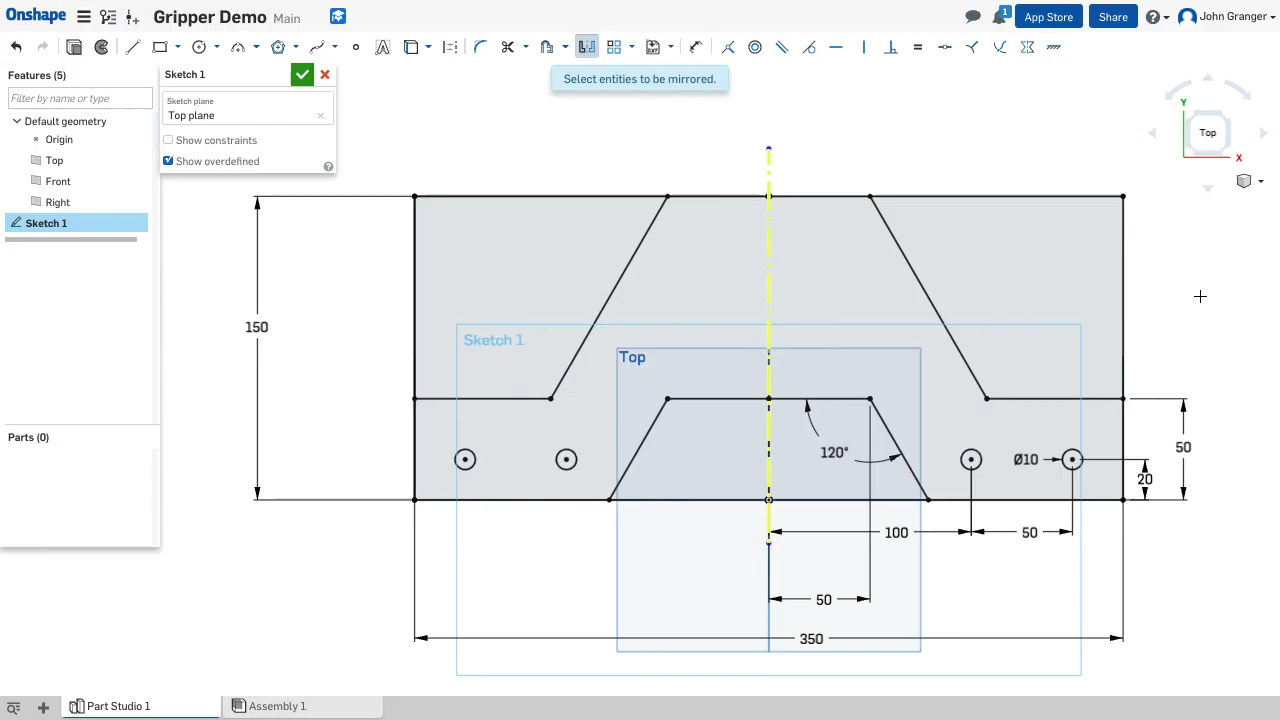 Onshape Gripper Demo Main 1 App Store Share John Granger
Select entities to be mirrored.
Features (5)
Filter by name or type
Default geometry
Origin
Top
Front
Right
Sketch 1
Parts (0)
Sketch 1
Sketch plane
Top plane
Show constraints
Show overdefined
Y
Top
X
Sketch 1
Top
150
120°
Ø10
50
20
100
50
50
350
Part Studio 1
Assembly 1